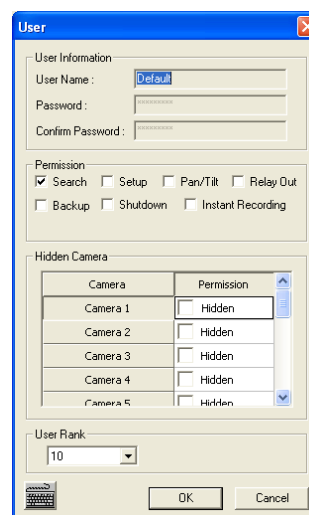 User
User Information
User Name : Default
Password : ×××××××××
Confirm Password : ×××××××××
Permission
Search Setup Pan/Tilt Relay Out
Backup Shutdown Instant Recording
Hidden Camera
Camera Permission
Camera 1 Hidden
Camera 2 Hidden
Camera 3 Hidden
Camera 4 Hidden
Camera 5 Hidden
User Rank
10
OK Cancel